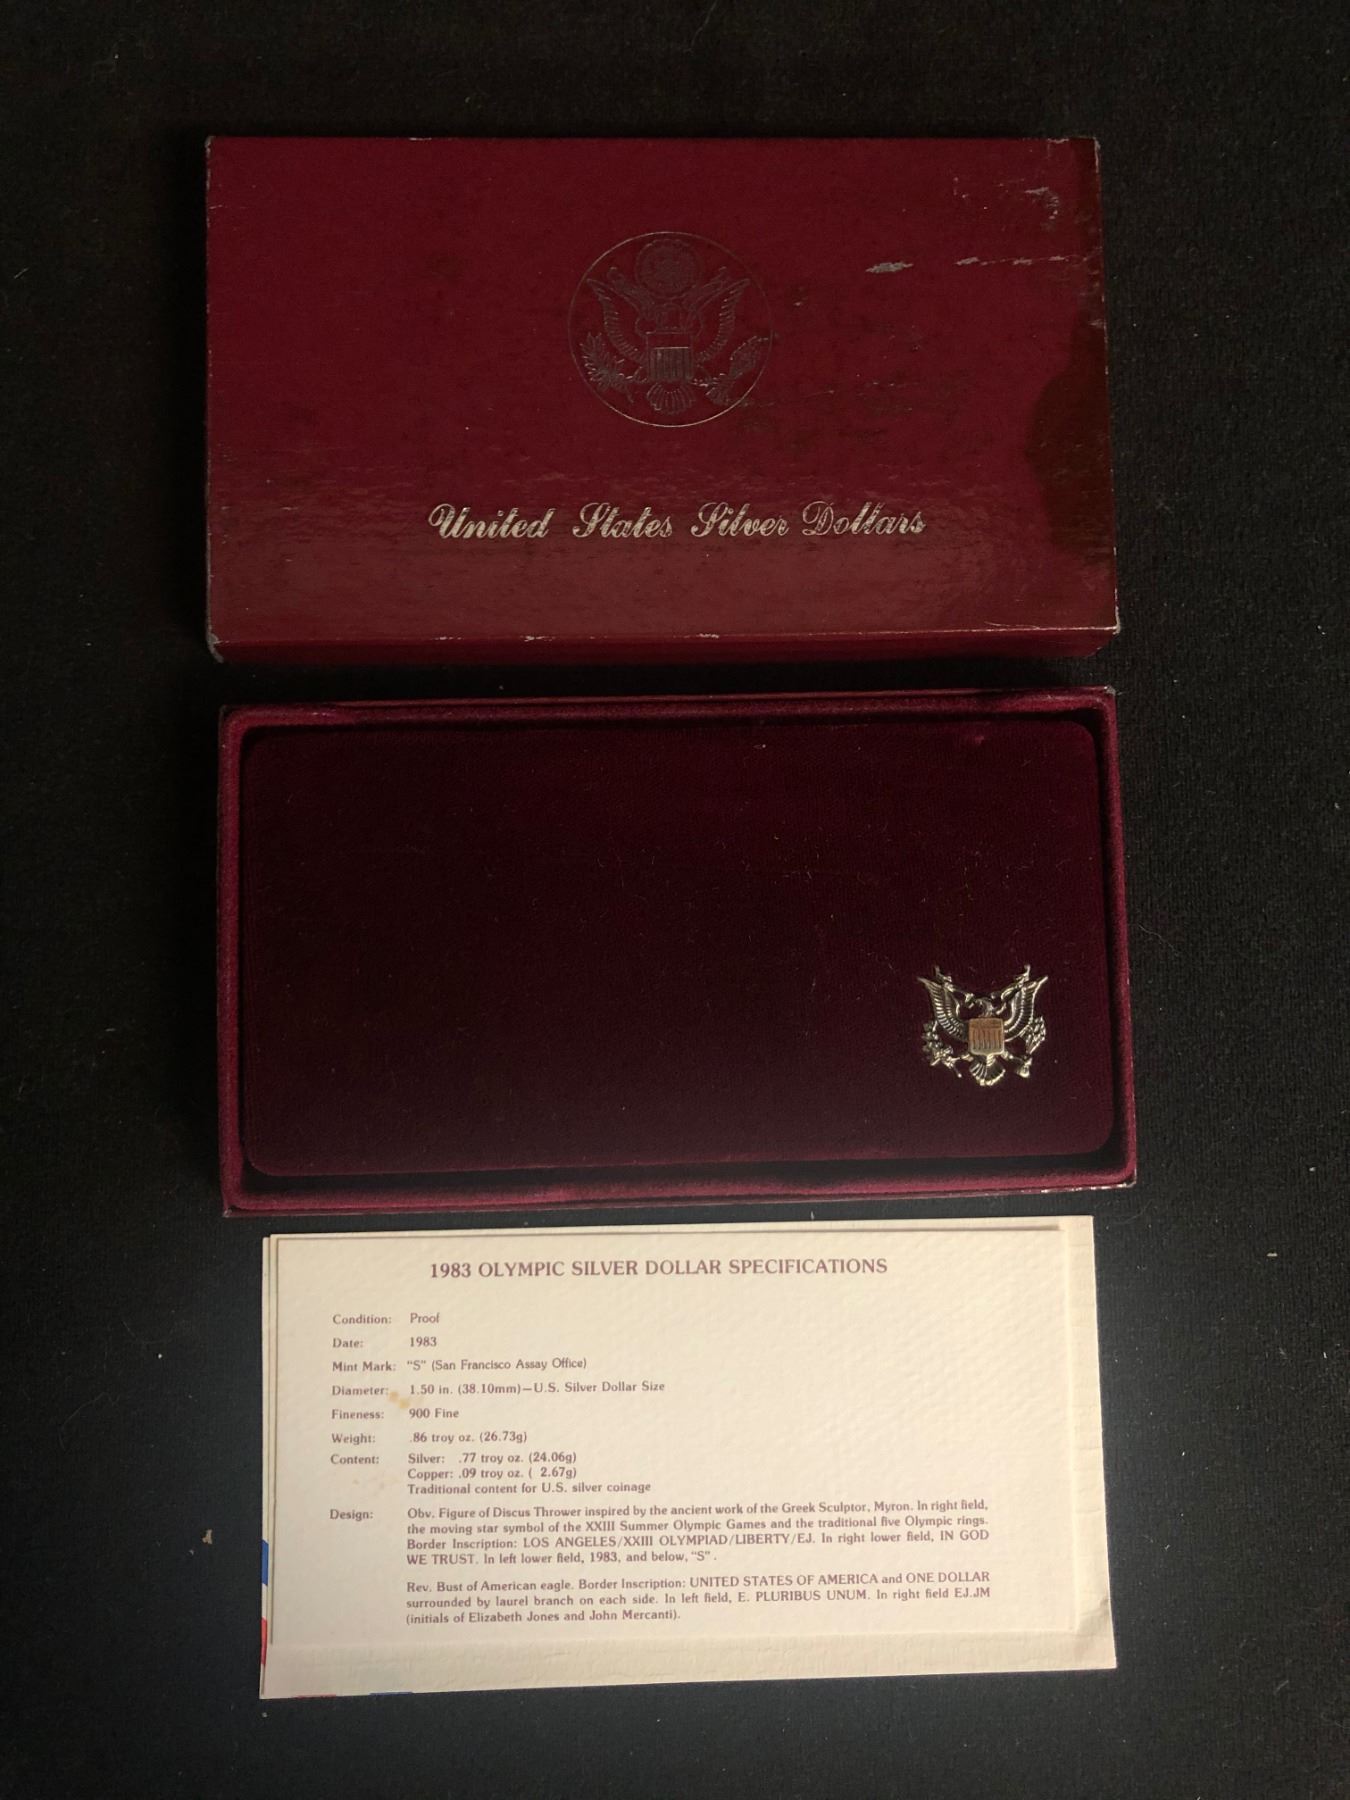 United States Silver Dollars
1983 OLYMPIC SILVER DOLLAR SPECIFICATIONS
Condition: Proof
Date: 1983
Mint Mark: "S" (San Francisco Assay Office)
Diameter: 1.50 in. (38.10mm)—U.S. Silver Dollar Size
Fineness: 900 Fine
Weight: .86 troy oz. (26.73g)
Content: Silver: .77 troy oz. (24.06g)
Copper: .09 troy oz. ( 2.67g)
Traditional content for U.S. silver coinage
Design: Obv. Figure of Discus Thrower inspired by the ancient work of the Greek Sculptor, Myron. In right field,
the moving star symbol of the XXIII Summer Olympic Games and the traditional five Olympic rings.
Border Inscription: LOS ANGELES/XXIII OLYMPIAD/LIBERTY/EJ. In right lower field, IN GOD
WE TRUST. In left lower field, 1983, and below, "S".
Rev. Bust of American eagle. Border Inscription: UNITED STATES OF AMERICA and ONE DOLLAR
surrounded by laurel branch on each side. In left field, E. PLURIBUS UNUM. In right field EJ.JM
(initials of Elizabeth Jones and John Mercanti).